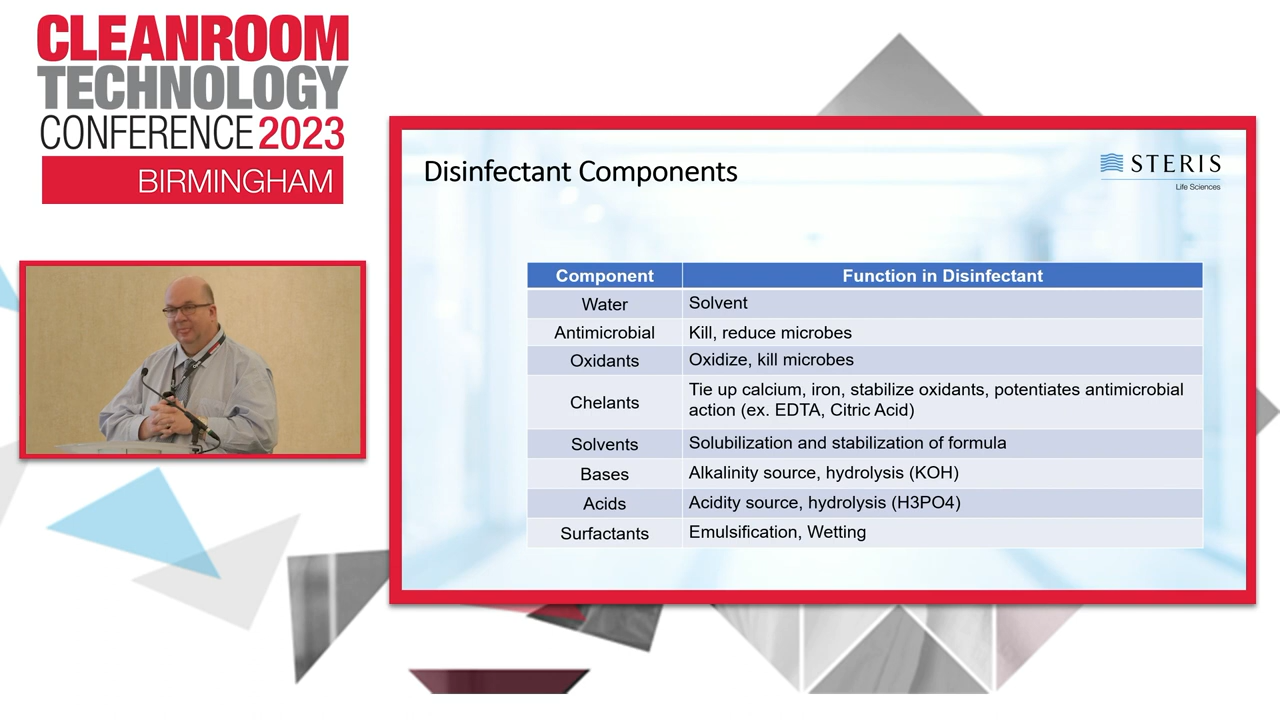 CLEANROOM
TECHNOLOGY
CONFERENCE 2023
BIRMINGHAM
Disinfectant Components
STERIS
Life Sciences
Component Function in Disinfectant
Water Solvent
Antimicrobial Kill, reduce microbes
Oxidants Oxidize, kill microbes
Chelants Tie up calcium, iron, stabilize oxidants, potentiates antimicrobial
action (ex. EDTA, Citric Acid)
Solvents Solubilization and stabilization of formula
Bases Alkalinity source, hydrolysis (KOH)
Acids Acidity source, hydrolysis (H3PO4)
Surfactants Emulsification, Wetting